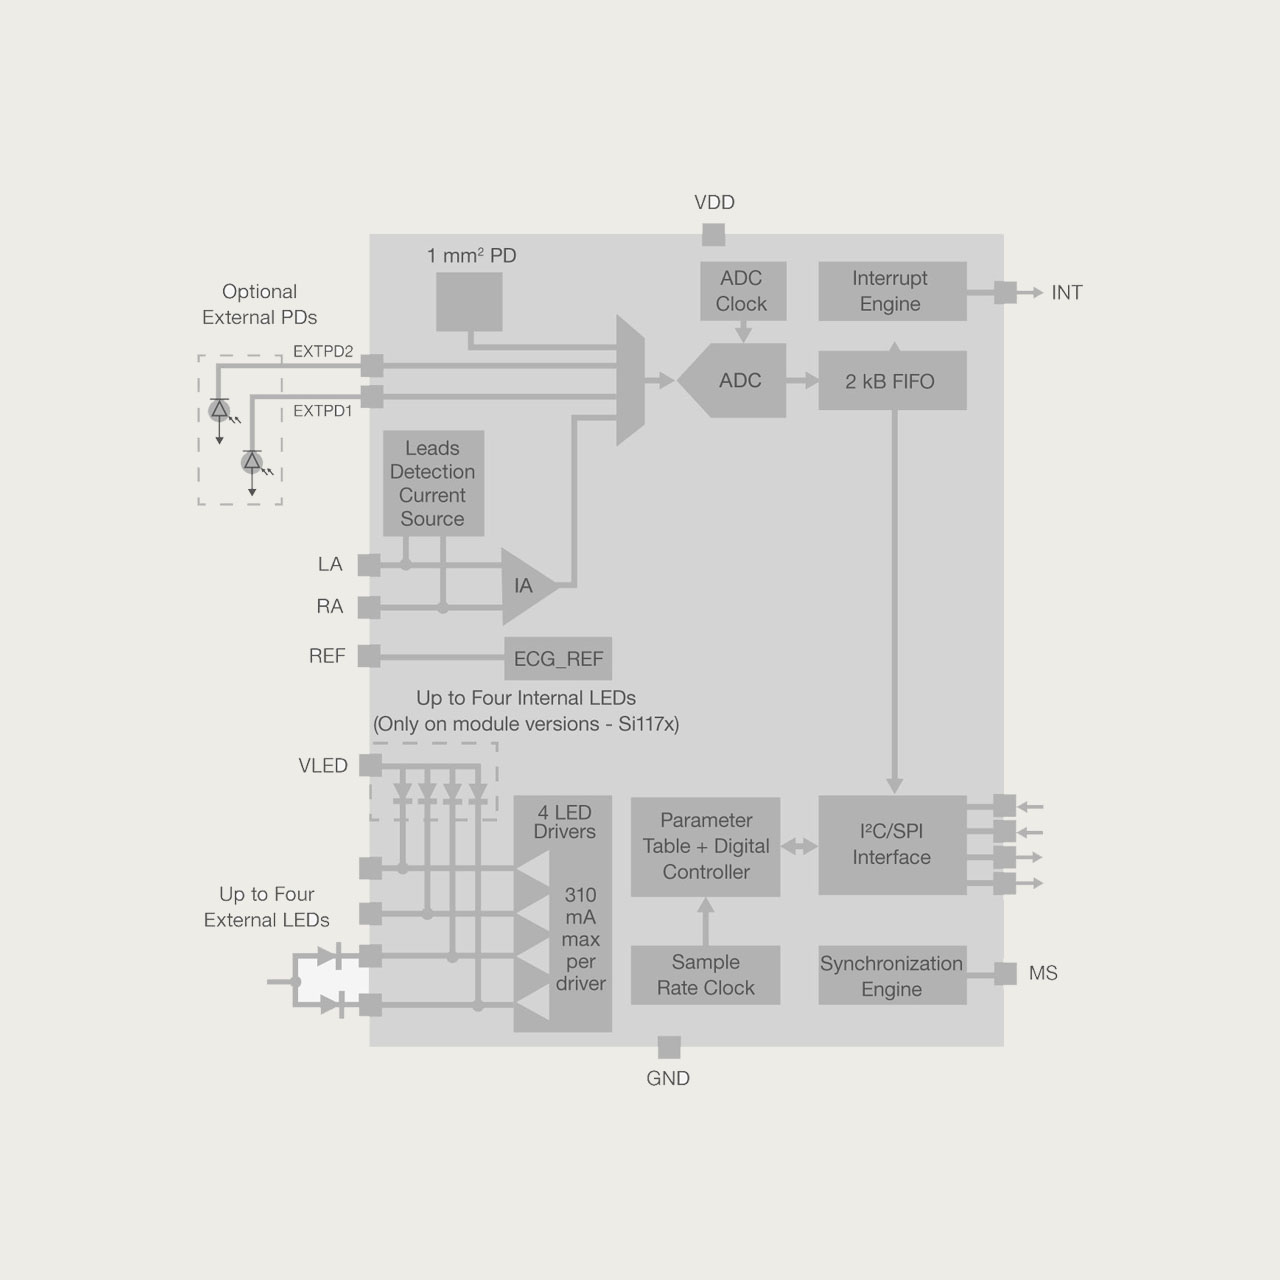 VDD
1 mm² PD
Optional
External PDs
EXTPD2
EXTPD1
ADC
Clock
Interrupt
Engine
INT
ADC
2 kB FIFO
Leads
Detection
Current
Source
LA
RA
IA
REF
ECG_REF
Up to Four Internal LEDs
(Only on module versions - Si117x)
VLED
4 LED
Drivers
310
mA
max
per
driver
Parameter
Table + Digital
Controller
I²C/SPI
Interface
Up to Four
External LEDs
Sample
Rate Clock
Synchronization
Engine
MS
GND